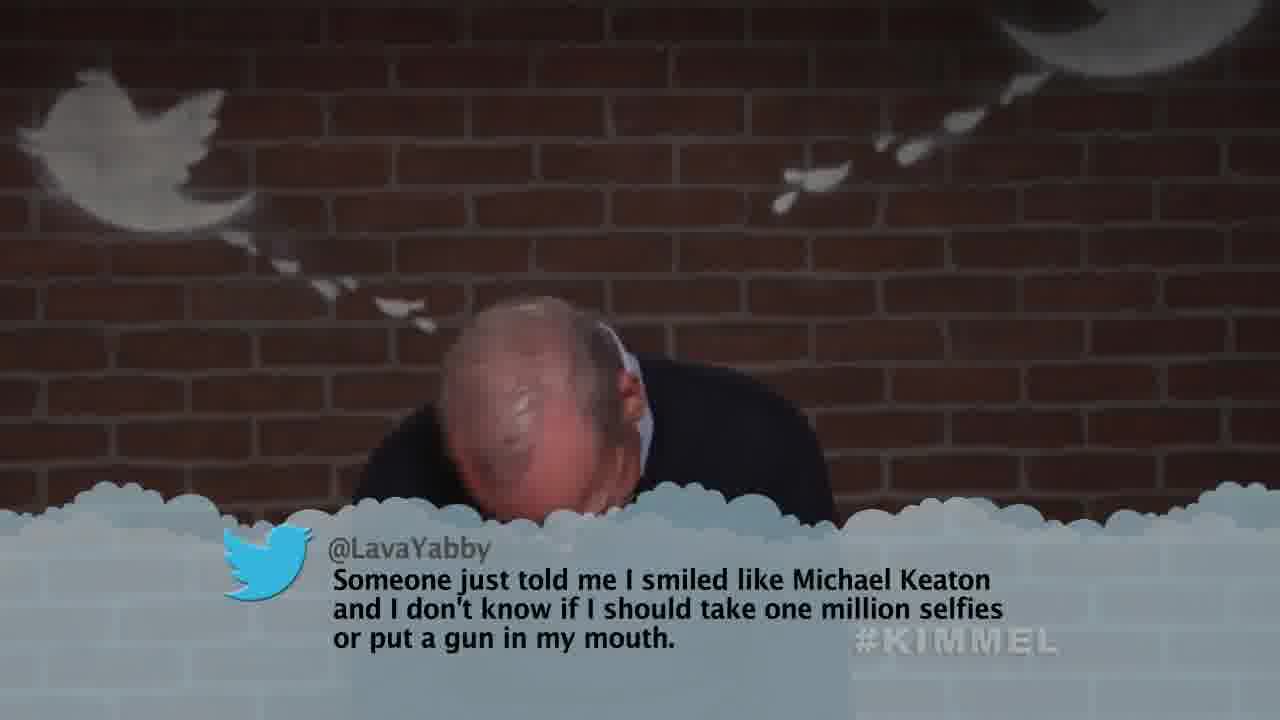 @LavaYabby
Someone just told me I smiled like Michael Keaton
and I don't know if I should take one million selfies
or put a gun in my mouth.
#KIMMEL